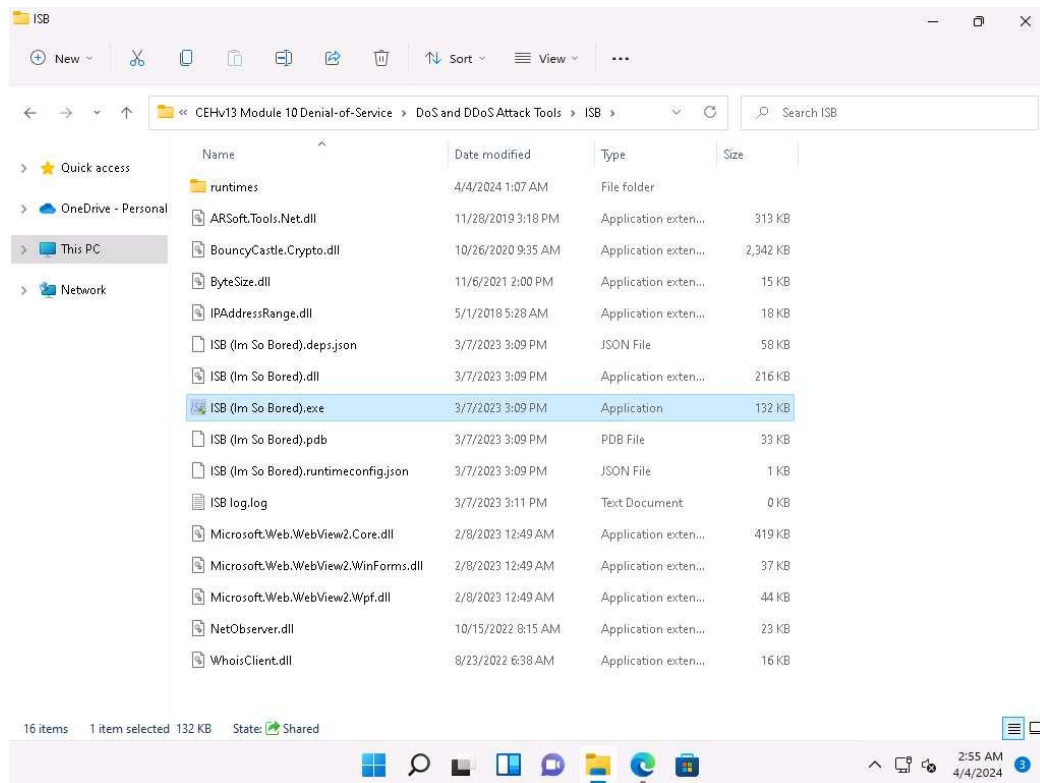 ISB
New
Sort
View
« CEHv13 Module 10 Denial-of-Service › DoS and DDoS Attack Tools › ISB ›
Search ISB
Quick access
OneDrive - Personal
This PC
Network
Name Date modified Type Size
runtimes 4/4/2024 1:07 AM File folder
ARSoft.Tools.Net.dll 11/28/2019 3:18 PM Application exten... 313 KB
BouncyCastle.Crypto.dll 10/26/2020 9:35 AM Application exten... 2,342 KB
ByteSize.dll 11/6/2021 2:00 PM Application exten... 15 KB
IPAddressRange.dll 5/1/2018 5:28 AM Application exten... 18 KB
ISB (Im So Bored).deps.json 3/7/2023 3:09 PM JSON File 58 KB
ISB (Im So Bored).dll 3/7/2023 3:09 PM Application exten... 216 KB
ISB (Im So Bored).exe 3/7/2023 3:09 PM Application 132 KB
ISB (Im So Bored).pdb 3/7/2023 3:09 PM PDB File 33 KB
ISB (Im So Bored).runtimeconfig.json 3/7/2023 3:09 PM JSON File 1 KB
ISB log.log 3/7/2023 3:11 PM Text Document 0 KB
Microsoft.Web.WebView2.Core.dll 2/8/2023 12:49 AM Application exten... 419 KB
Microsoft.Web.WebView2.WinForms.dll 2/8/2023 12:49 AM Application exten... 37 KB
Microsoft.Web.WebView2.Wpf.dll 2/8/2023 12:49 AM Application exten... 44 KB
NetObserver.dll 10/15/2022 8:15 AM Application exten... 23 KB
WhoisClient.dll 8/23/2022 6:38 AM Application exten... 16 KB
16 items 1 item selected 132 KB State: Shared
2:55 AM
4/4/2024
3